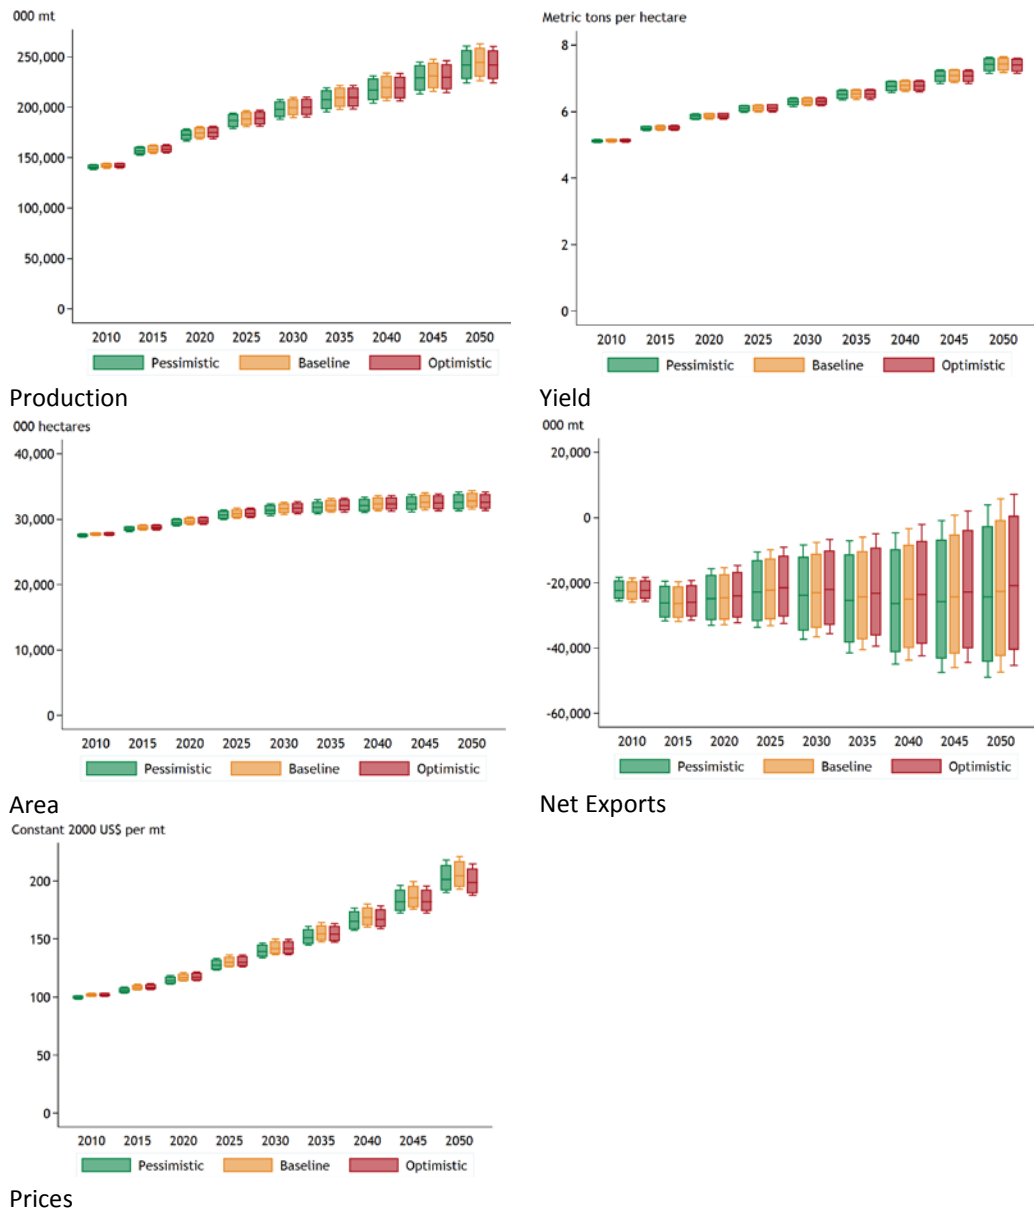 000 mt
250,000
200,000
150,000
100,000
50,000
0
2010 2015 2020 2025 2030 2035 2040 2045 2050
Pessimistic Baseline Optimistic
Production
Metric tons per hectare
8
6
4
2
0
2010 2015 2020 2025 2030 2035 2040 2045 2050
Pessimistic Baseline Optimistic
Yield
000 hectares
40,000
30,000
20,000
10,000
0
2010 2015 2020 2025 2030 2035 2040 2045 2050
Pessimistic Baseline Optimistic
Area
000 mt
20,000
0
-20,000
-40,000
-60,000
2010 2015 2020 2025 2030 2035 2040 2045 2050
Pessimistic Baseline Optimistic
Net Exports
Constant 2000 US$ per mt
200
150
100
50
0
2010 2015 2020 2025 2030 2035 2040 2045 2050
Pessimistic Baseline Optimistic
Prices